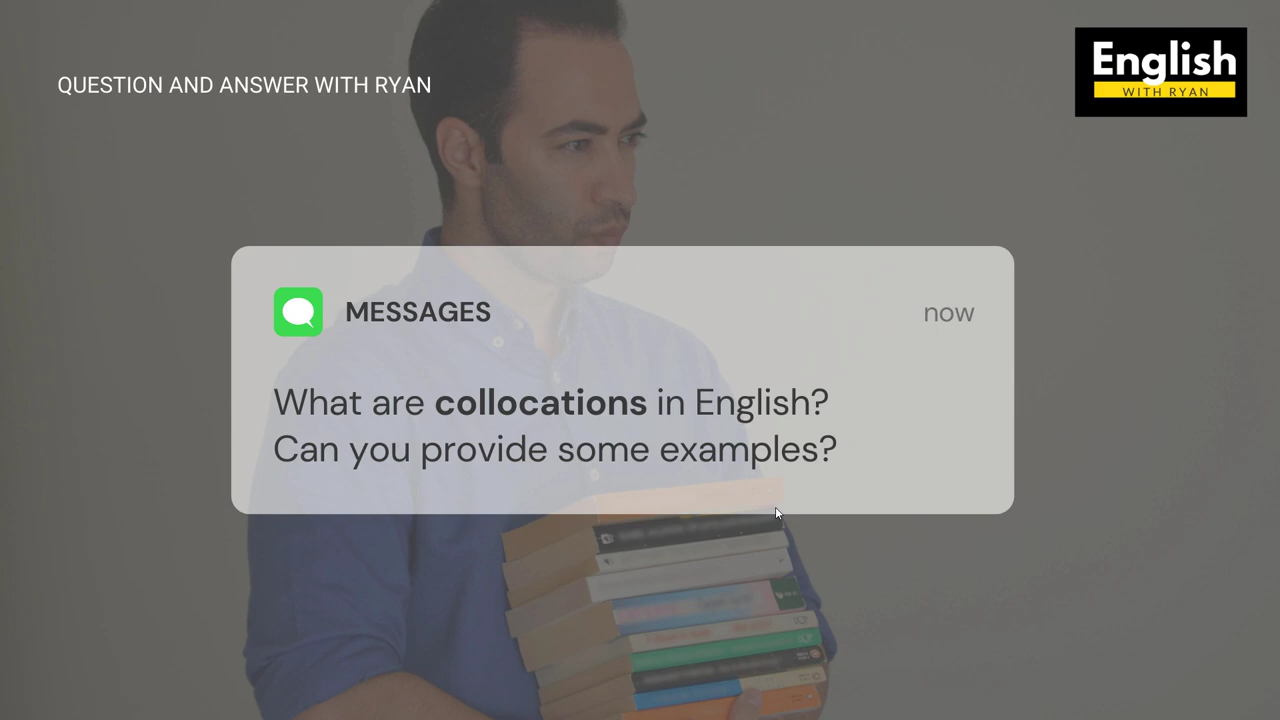 QUESTION AND ANSWER WITH RYAN
English
WITH RYAN
MESSAGES
now
What are collocations in English?
Can you provide some examples?